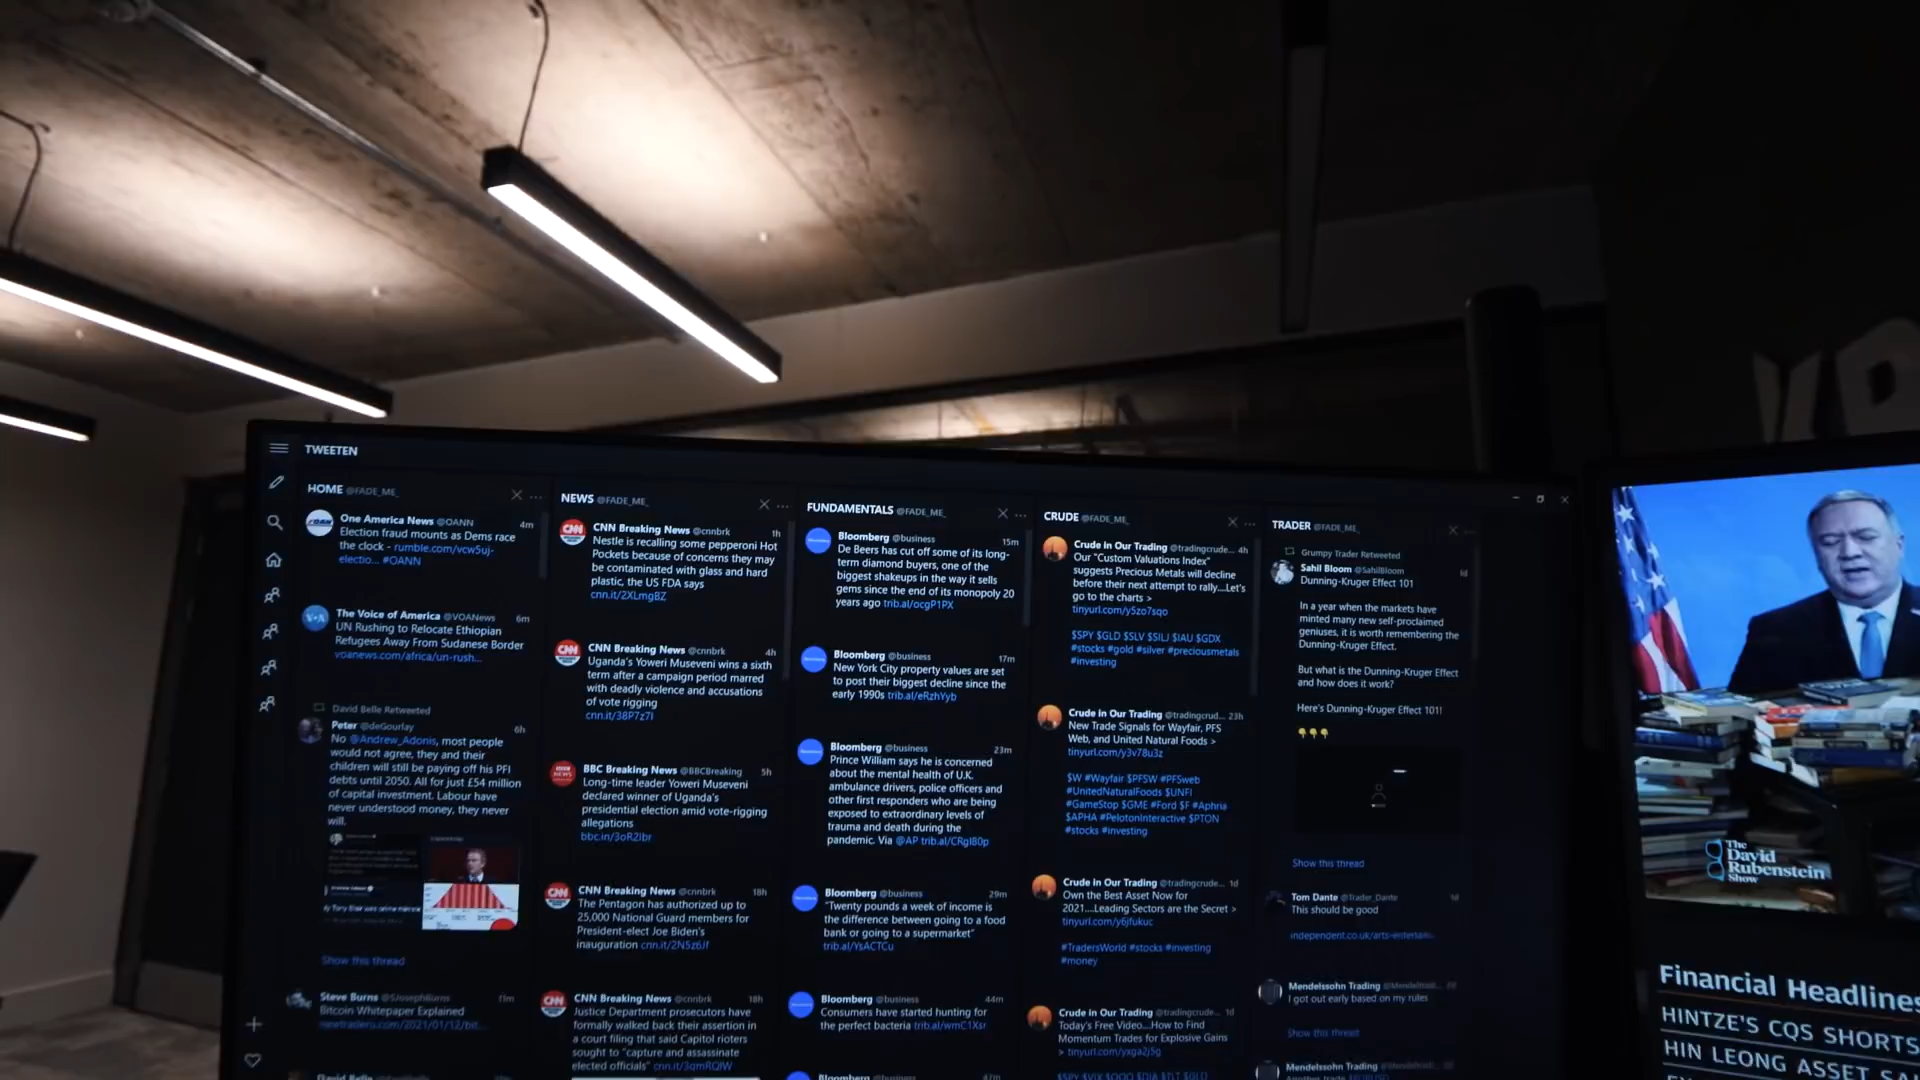 TWEETEN
HOME @FADE_ME_
One America News @OANN 4m
Election fraud mounts as Dems race
the clock - rumble.com/vcw5uj-
electio... #OANN
The Voice of America @VOANews 6m
UN Rushing to Relocate Ethiopian
Refugees Away From Sudanese Border
voanews.com/africa/un-rush...
David Belle Retweeted
Peter @deGourlay 6h
No @Andrew_Adonis, most people
would not agree, they and their
children will still be paying off his PFI
debts until 2050. All for just £54 million
of capital investment. Labour have
never understood money, they never
will.
Show this thread
Steve Burns @SJosephBurns 11m
Bitcoin Whitepaper Explained
NEWS @FADE_ME_
CNN Breaking News @cnnbrk 1h
Nestle is recalling some pepperoni Hot
Pockets because of concerns they may
be contaminated with glass and hard
plastic, the US FDA says
cnn.it/2XLmgBZ
CNN Breaking News @cnnbrk 4h
Uganda's Yoweri Museveni wins a sixth
term after a campaign period marred
with deadly violence and accusations
of vote rigging
cnn.it/38P7z7I
BBC Breaking News @BBCBreaking 5h
Long-time leader Yoweri Museveni
declared winner of Uganda's
presidential election amid vote-rigging
allegations
bbc.in/3oR2Ibr
CNN Breaking News @cnnbrk 18h
The Pentagon has authorized up to
25,000 National Guard members for
President-elect Joe Biden's
inauguration cnn.it/2N5z6Jf
CNN Breaking News @cnnbrk 18h
Justice Department prosecutors have
formally walked back their assertion in
a court filing that said Capitol rioters
sought to "capture and assassinate
elected officials" cnn.it/3qmRQIW
FUNDAMENTALS @FADE_ME_
Bloomberg @business 15m
De Beers has cut off some of its long-
term diamond buyers, one of the
biggest shakeups in the way it sells
gems since the end of its monopoly 20
years ago trib.al/ocgP1PX
Bloomberg @business 17m
New York City property values are set
to post their biggest decline since the
early 1990s trib.al/eRzhYyb
Bloomberg @business 23m
Prince William says he is concerned
about the mental health of U.K.
ambulance drivers, police officers and
other first responders who are being
exposed to extraordinary levels of
trauma and death during the
pandemic. Via @AP trib.al/CRgI80p
Bloomberg @business 29m
"Twenty pounds a week of income is
the difference between going to a food
bank or going to a supermarket"
trib.al/YsACTCu
Bloomberg @business 44m
Consumers have started hunting for
the perfect bacteria trib.al/wmC1Xsr
Bloomberg @business 47m
CRUDE @FADE_ME_
Crude in Our Trading @tradingcrude... 4h
Our "Custom Valuations Index"
suggests Precious Metals will decline
before their next attempt to rally....Let's
go to the charts >
tinyurl.com/y5zo7sqo
$SPY $GLD $SLV $SILJ $IAU $GDX
#stocks #gold #silver #preciousmetals
#investing
Crude in Our Trading @tradingcrud... 23h
New Trade Signals for Wayfair, PFS
Web, and United Natural Foods >
tinyurl.com/y3v78u3z
$W #Wayfair $PFSW #PFSweb
#UnitedNaturalFoods $UNFI
#GameStop $GME #Ford $F #Aphria
$APHA #PelotonInteractive $PTON
#stocks #investing
Crude in Our Trading @tradingcrude... 1d
Own the Best Asset Now for
2021....Leading Sectors are the Secret >
tinyurl.com/y6jfukuc
#TradersWorld #stocks #investing
#money
Crude in Our Trading @tradingcrude... 1d
Today's Free Video....How to Find
Momentum Trades for Explosive Gains
> tinyurl.com/yxga2j5g
TRADER @FADE_ME_
Grumpy Trader Retweeted
Sahil Bloom @SahilBloom
Dunning-Kruger Effect 101
In a year when the markets have
minted many new self-proclaimed
geniuses, it is worth remembering the
Dunning-Kruger Effect.
But what is the Dunning-Kruger Effect
and how does it work?
Here's Dunning-Kruger Effect 101!
Show this thread
Tom Dante @Trader_Dante
This should be good
independent.co.uk/arts-entertain...
Mendelssohn Trading
I got out early based on my rules
Show this thread
Mendelssohn Trading
The
David
Rubenstein
Show
Financial Headlines
HINTZE'S CQS SHORTS
HIN LEONG ASSET